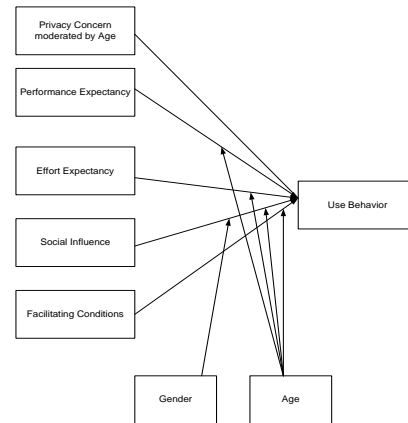 Privacy Concern
moderated by Age
Performance Expectancy
Effort Expectancy
Use Behavior
Social Influence
Facilitating Conditions
Gender
Age